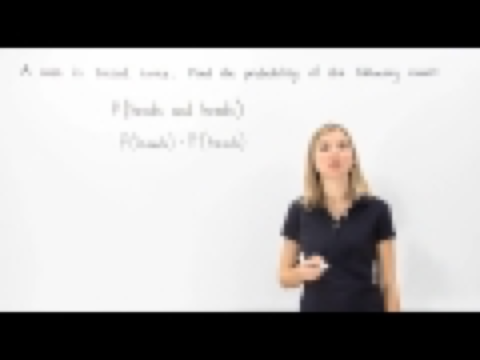 A coin is tossed twice. Find the probability of the following event.
P(heads and heads)
P(heads) · P(heads)